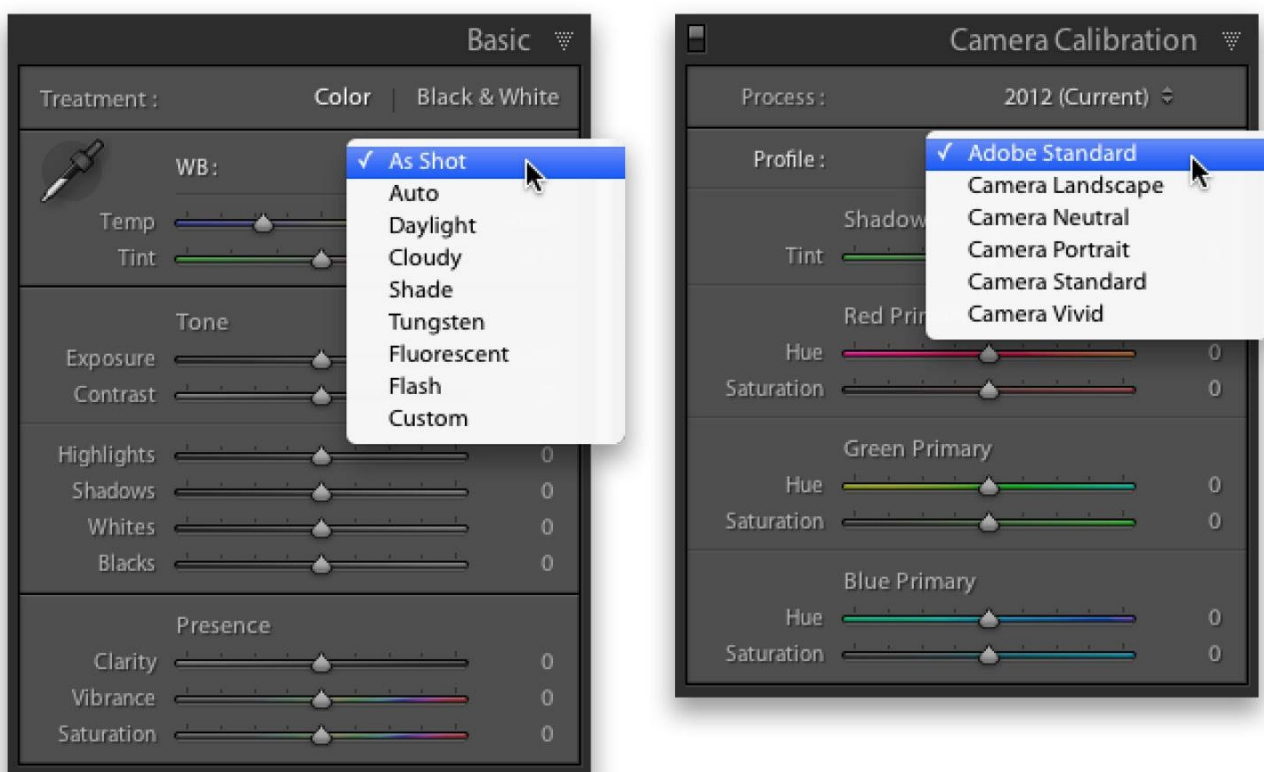 Basic
Treatment : Color | Black & White
WB :
As Shot
Auto
Daylight
Cloudy
Shade
Tungsten
Fluorescent
Flash
Custom
Temp
Tint
Tone
Exposure
Contrast
Highlights 0
Shadows 0
Whites 0
Blacks 0
Presence
Clarity 0
Vibrance 0
Saturation 0
Camera Calibration
Process : 2012 (Current)
Profile :
Adobe Standard
Camera Landscape
Camera Neutral
Camera Portrait
Camera Standard
Camera Vivid
Tint
Hue 0
Saturation 0
Green Primary
Hue 0
Saturation 0
Blue Primary
Hue 0
Saturation 0